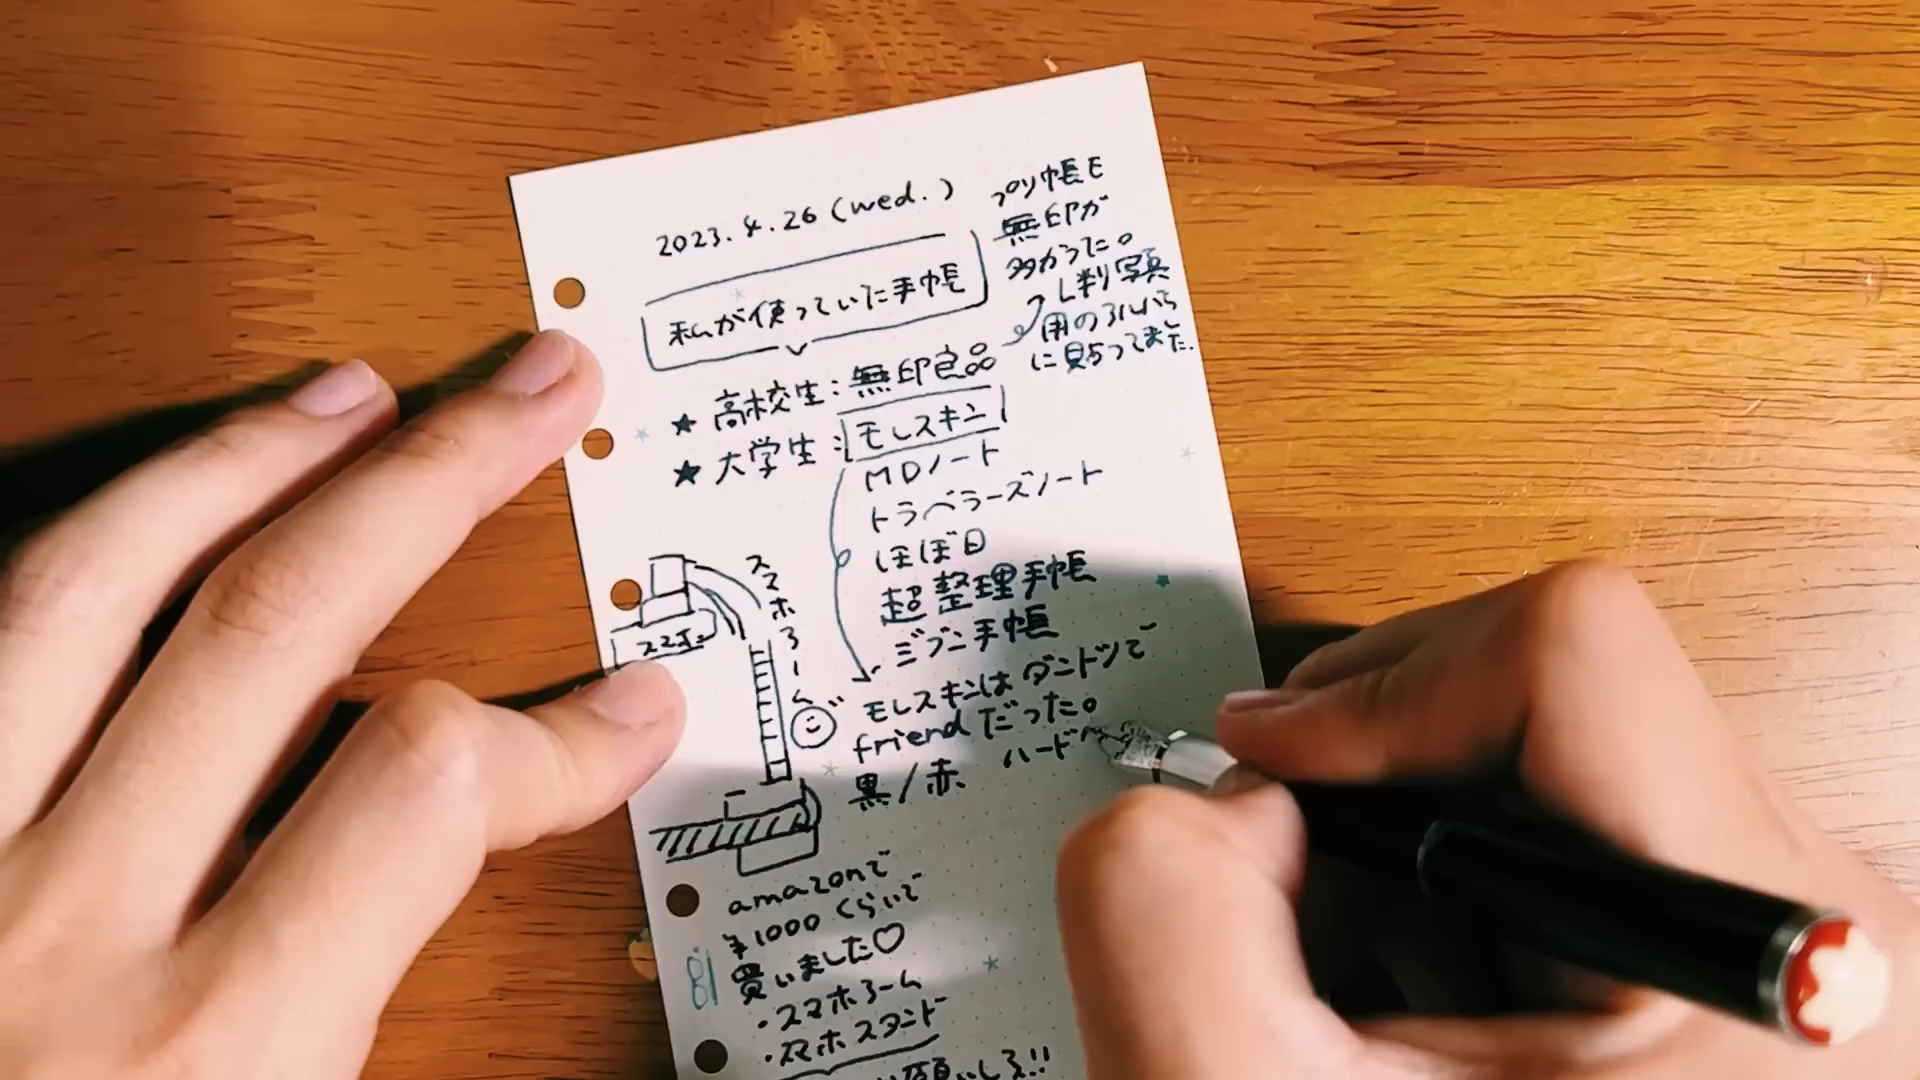 2023.4.26 (wed.)
私が使っていた手帳
プリ帳も
無印が
多かった。
L判写真
用のアルバム
に貼ってました.
★ 高校生：無印良品
★ 大学生：モレスキン
MDノート
トラベラーズノート
ほぼ日
超整理手帳
ジブン手帳
モレスキンはダントツで
friendだった。
黒/赤 ハード
スマホアーム
スマホ
amazonで
¥1000くらいで
買いました♡
・スマホアーム
・スマホスタンド